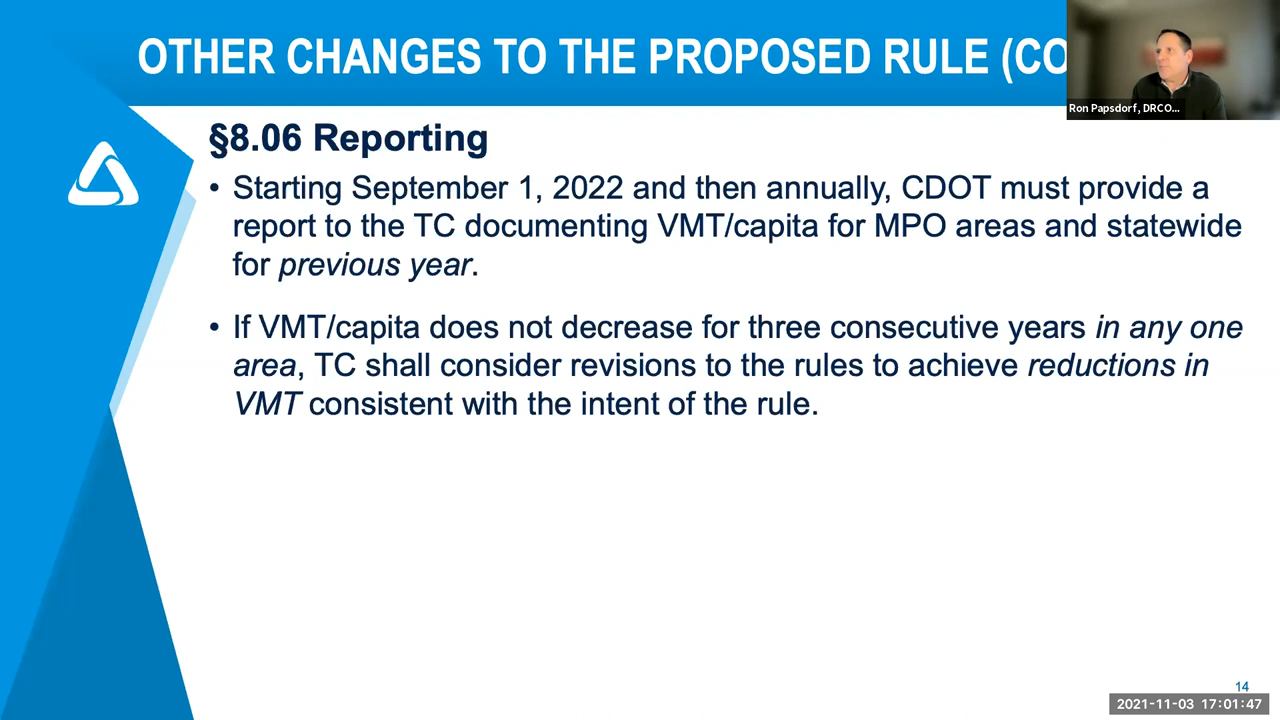 OTHER CHANGES TO THE PROPOSED RULE (CO
Ron Papsdorf, DRCO...
§8.06 Reporting
• Starting September 1, 2022 and then annually, CDOT must provide a
report to the TC documenting VMT/capita for MPO areas and statewide
for previous year.
• If VMT/capita does not decrease for three consecutive years in any one
area, TC shall consider revisions to the rules to achieve reductions in
VMT consistent with the intent of the rule.
14
2021-11-03 17:01:47